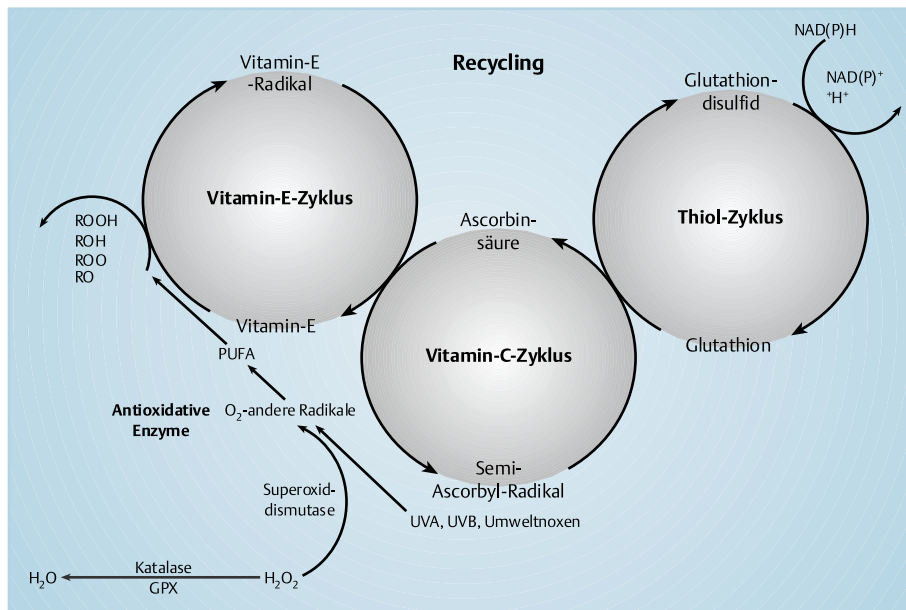 Recycling
NAD(P)H
NAD(P)⁺
⁺H⁺
Vitamin-E
-Radikal
Glutathion-
disulfid
Vitamin-E-Zyklus
Thiol-Zyklus
ROOH
ROH
ROO
RO
Ascorbin-
säure
Vitamin-E
Glutathion
PUFA
Vitamin-C-Zyklus
Antioxidative
Enzyme
O₂-andere Radikale
Semi-
Ascorbyl-Radikal
Superoxid-
dismutase
UVA, UVB, Umweltnoxen
H₂O
Katalase
GPX
H₂O₂